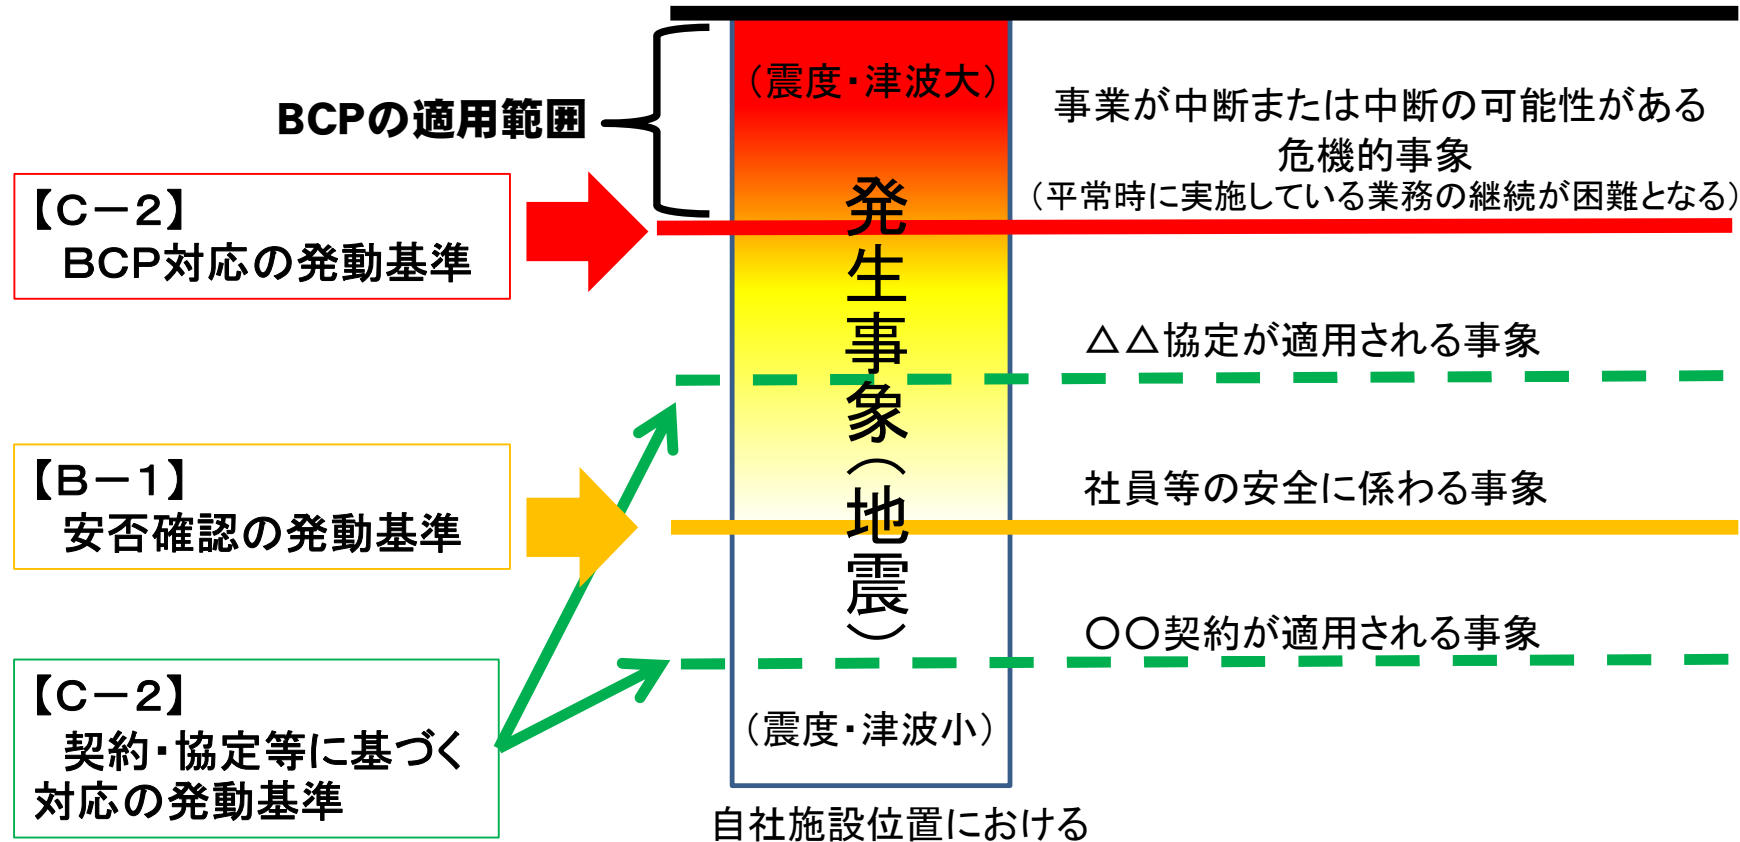 (震度・津波大)
BCPの適用範囲
事業が中断または中断の可能性がある
危機的事象
(平常時に実施している業務の継続が困難となる)
【C-2】
BCP対応の発動基準
発生事象(地震)
△△協定が適用される事象
【B-1】
安否確認の発動基準
社員等の安全に係わる事象
○○契約が適用される事象
【C-2】
契約・協定等に基づく
対応の発動基準
(震度・津波小)
自社施設位置における